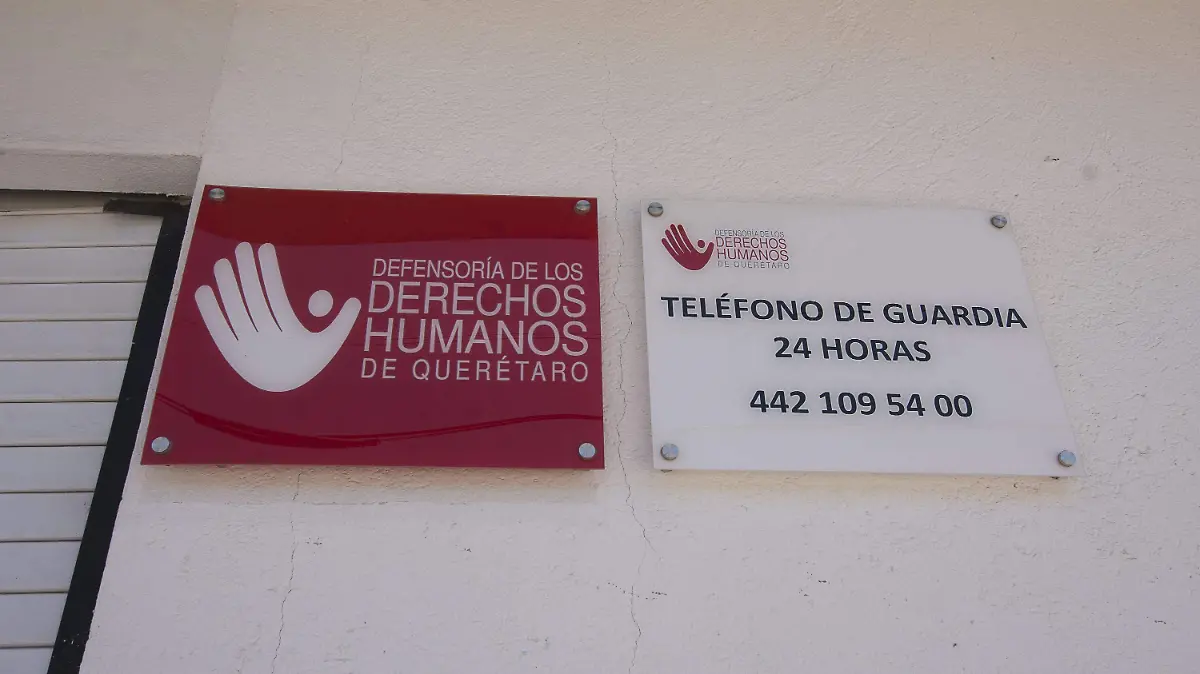 DEFENSORÍA DE LOS
DERECHOS
HUMANOS
DE QUERÉTARO
DEFENSORÍA DE LOS
DERECHOS
HUMANOS
DE QUERÉTARO
TELÉFONO DE GUARDIA
24 HORAS
442 109 54 00